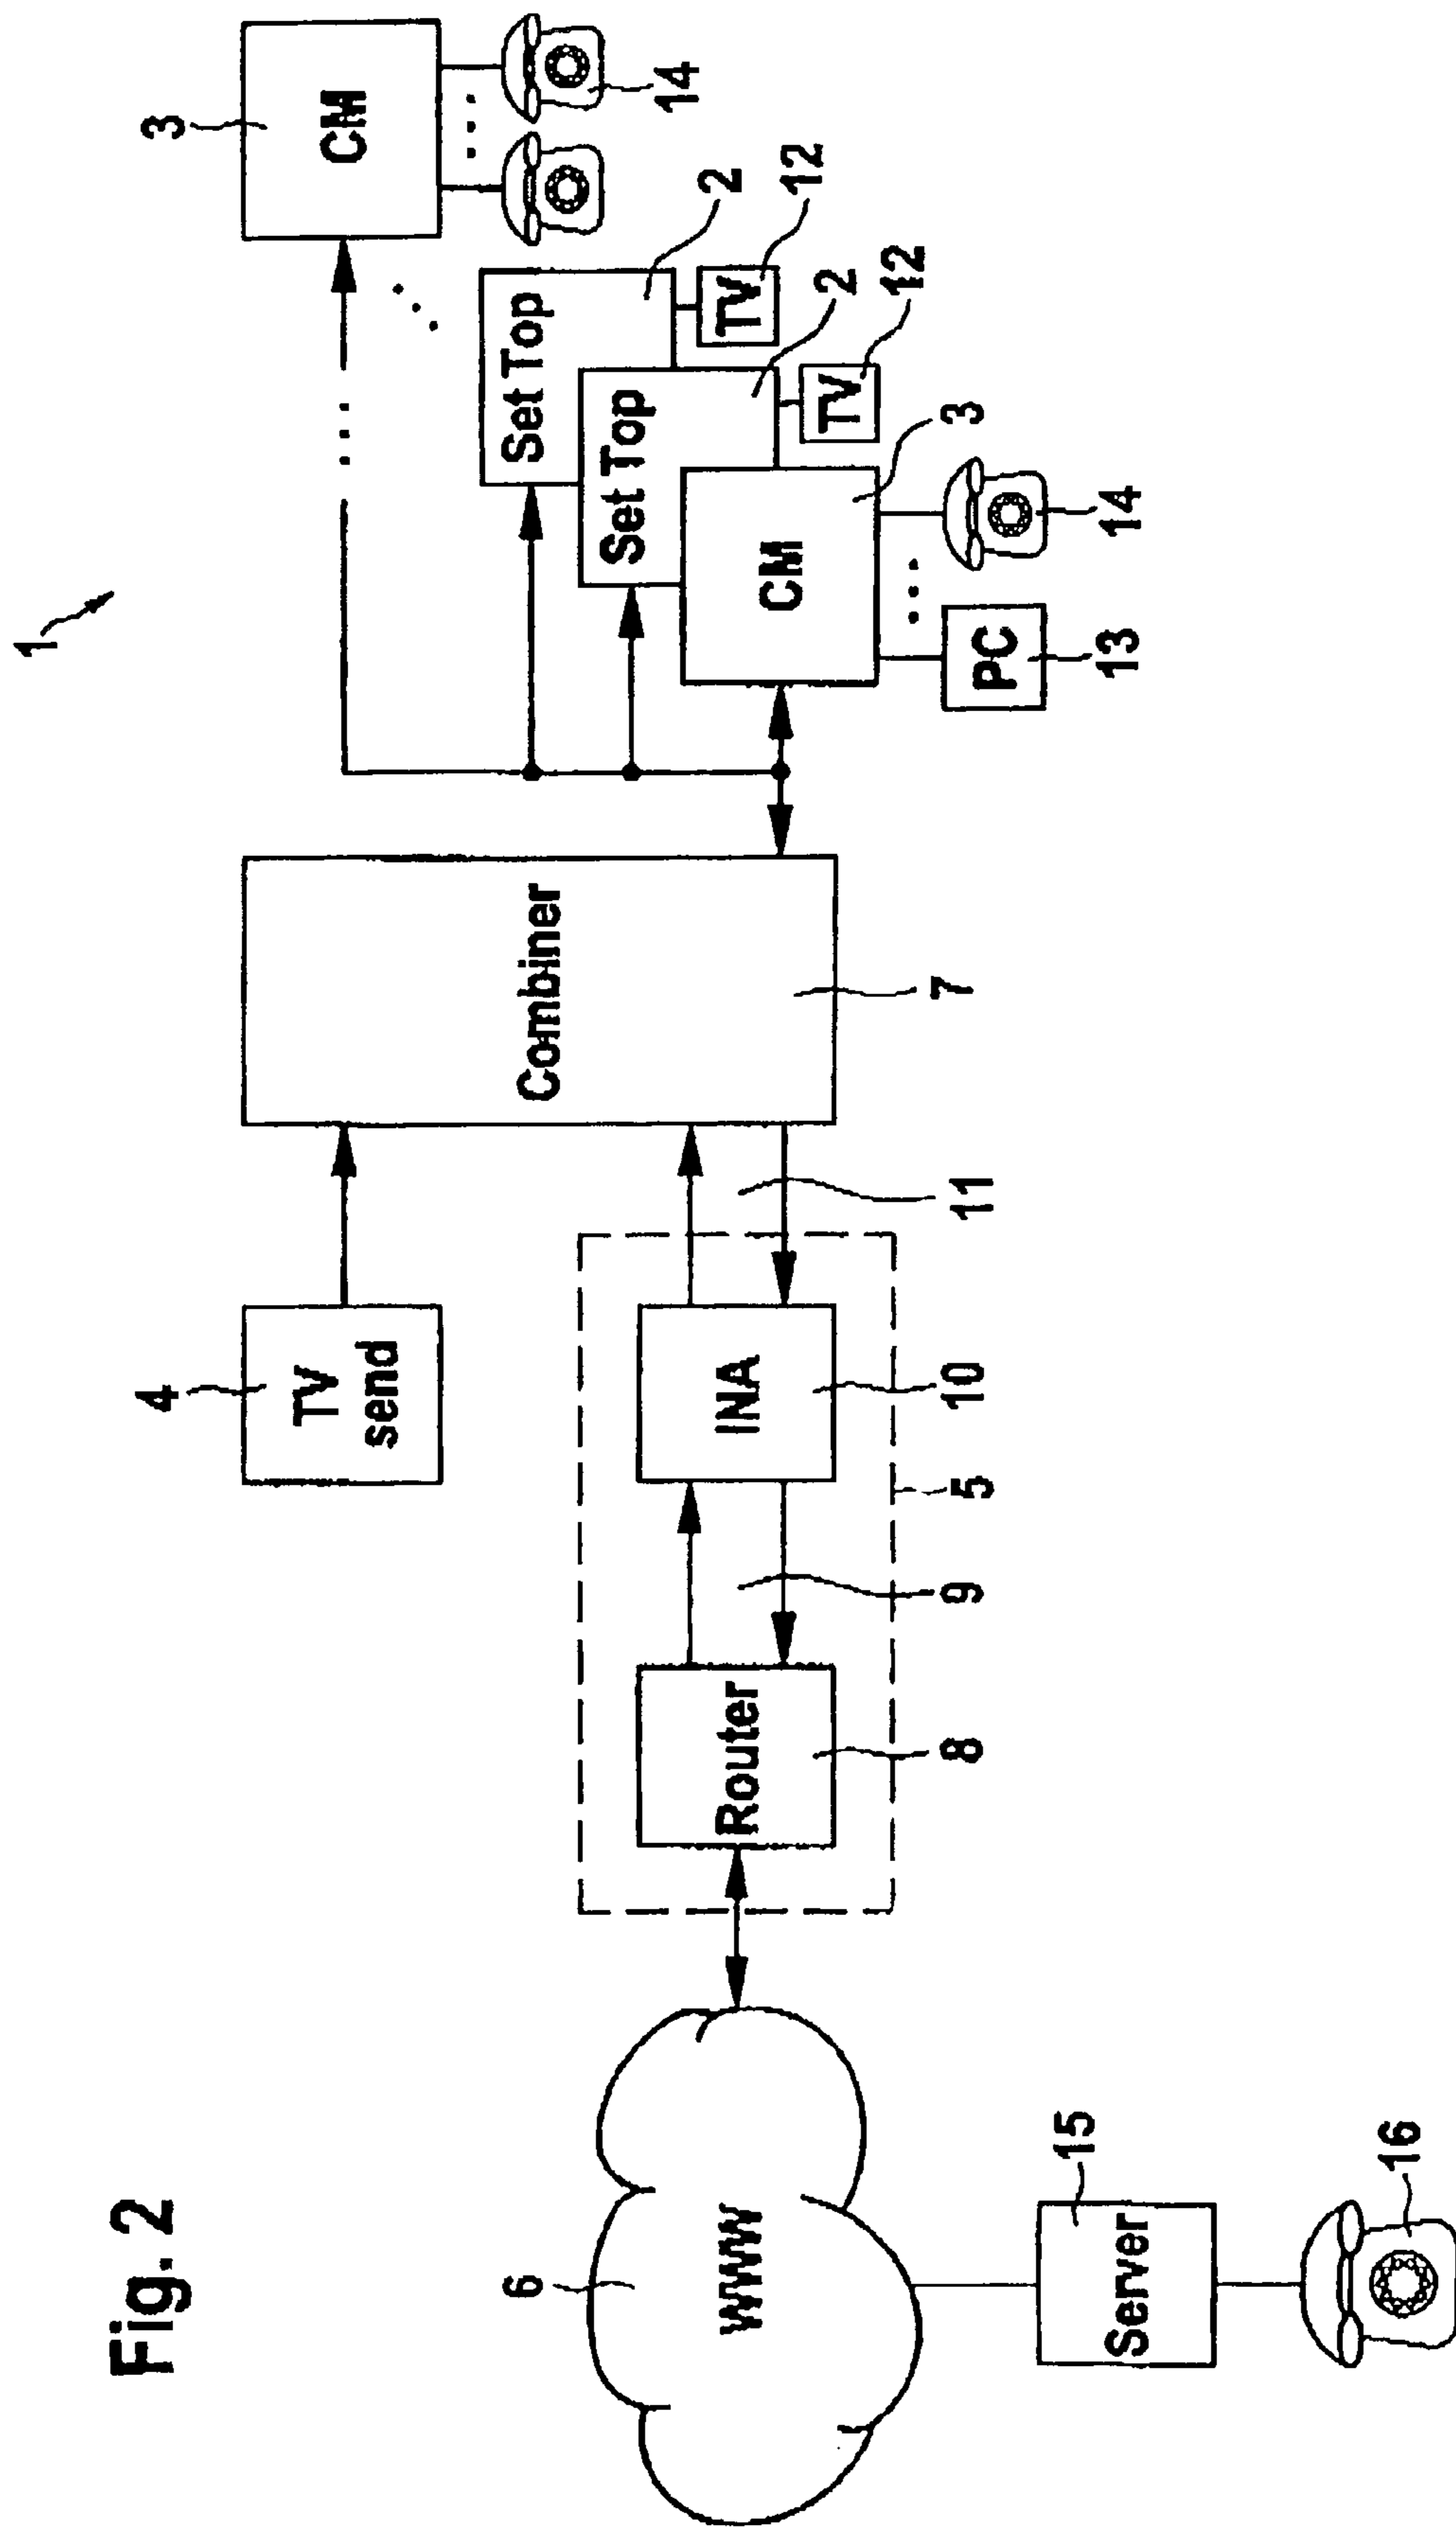 Fig. 2
1
4
TV
send
3
CM
14
Combiner
7
Set Top
2
TV
12
Set Top
2
TV
12
CM
3
PC
13
14
6
WWW
Router
8
9
INA
10
11
5
Server
15
16